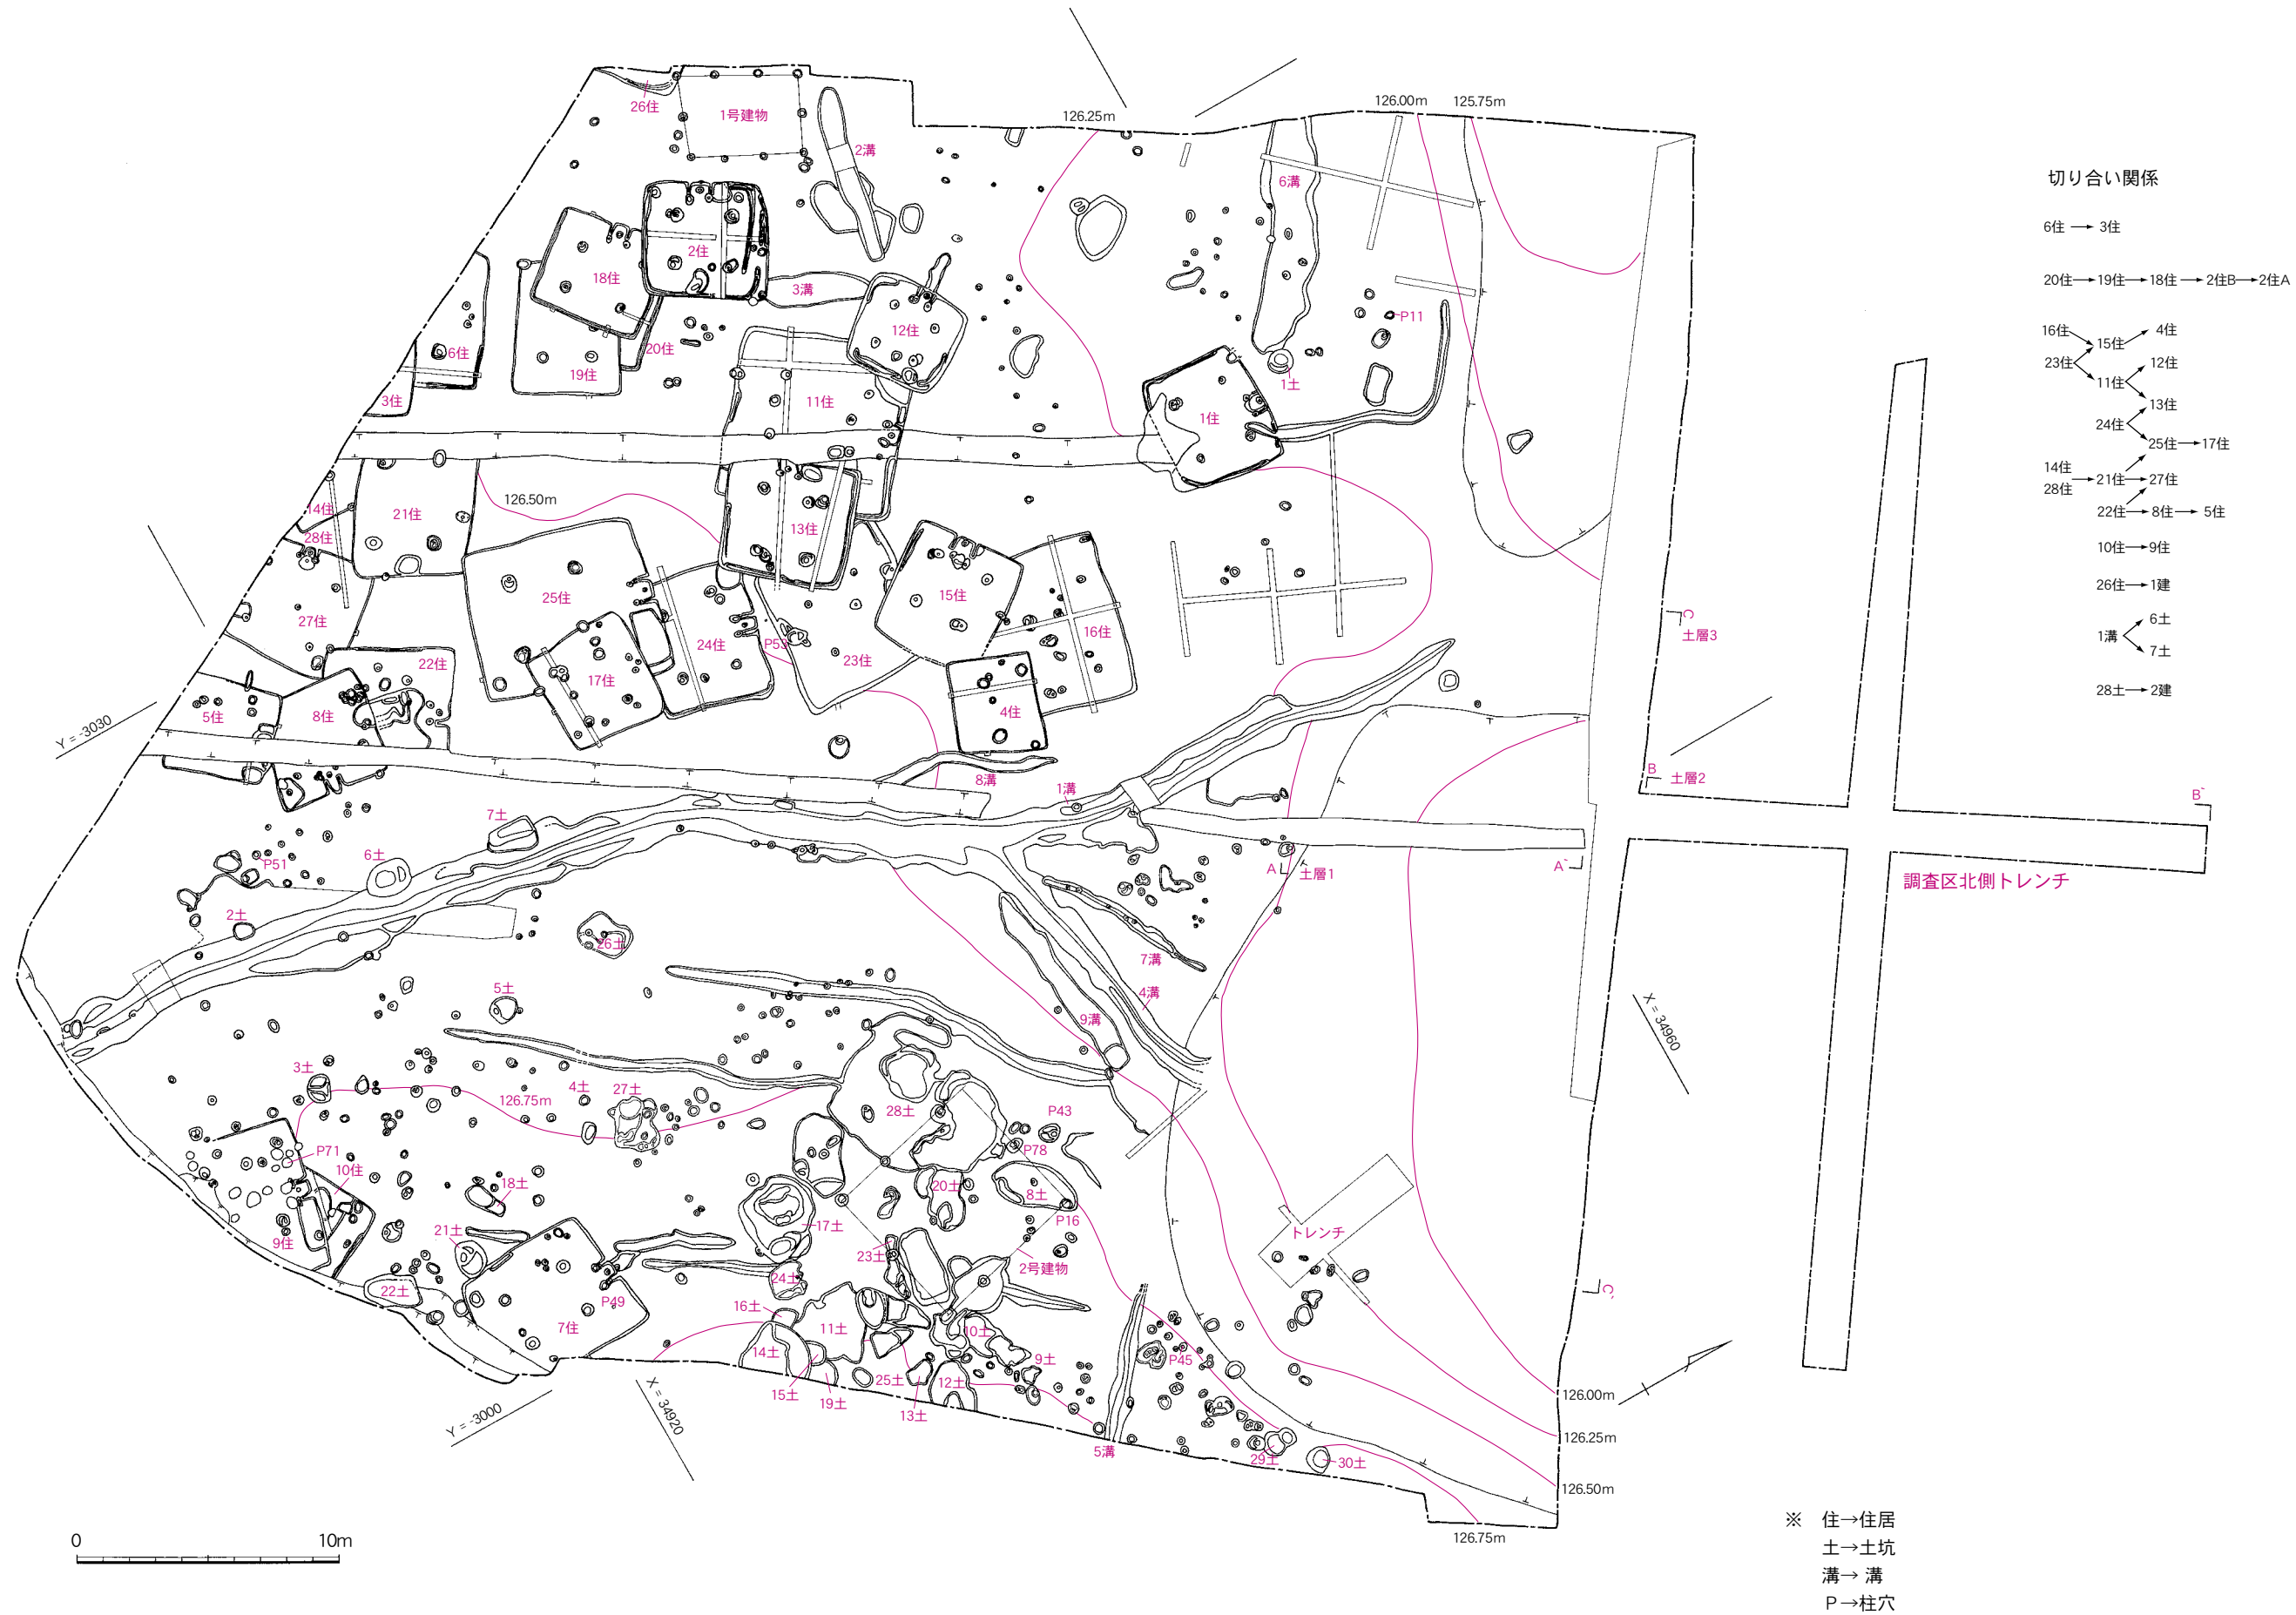 126.00m
125.75m
126.25m
26住
1号建物
2溝
6溝
切り合い関係
6住 → 3住
20住→19住→18住→2住B→2住A
16住
15住
4住
23住
12住
11住
13住
24住
25住→17住
14住
28住
→21住→27住
22住→8住→5住
10住→9住
26住→1建
6土
1溝
7土
28土→2建
2住
18住
3溝
12住
P11
6住
20住
19住
1土
3住
11住
1住
126.50m
14住
21住
28住
13住
25住
15住
27住
24住
P53
16住
22住
23住
17住
土層3
C
5住
8住
4住
Y = -3030
8溝
B
土層2
1溝
B`
7土
6土
P51
A
土層1
A`
調査区北側トレンチ
2土
26土
7溝
5土
4溝
9溝
X = 34960
3土
4土
27土
126.75m
28土
P43
P71
P78
10住
18土
20土
8土
P16
17土
21土
9住
23土
トレンチ
2号建物
24土
22土
P49
16土
C`
7住
11土
10土
14土
9土
P45
15土
25土
12土
19土
13土
126.00m
Y = -3000
X = 34920
126.25m
5溝
29土
30土
126.50m
126.75m
0
10m
※ 住→住居
土→土坑
溝→ 溝
P→柱穴